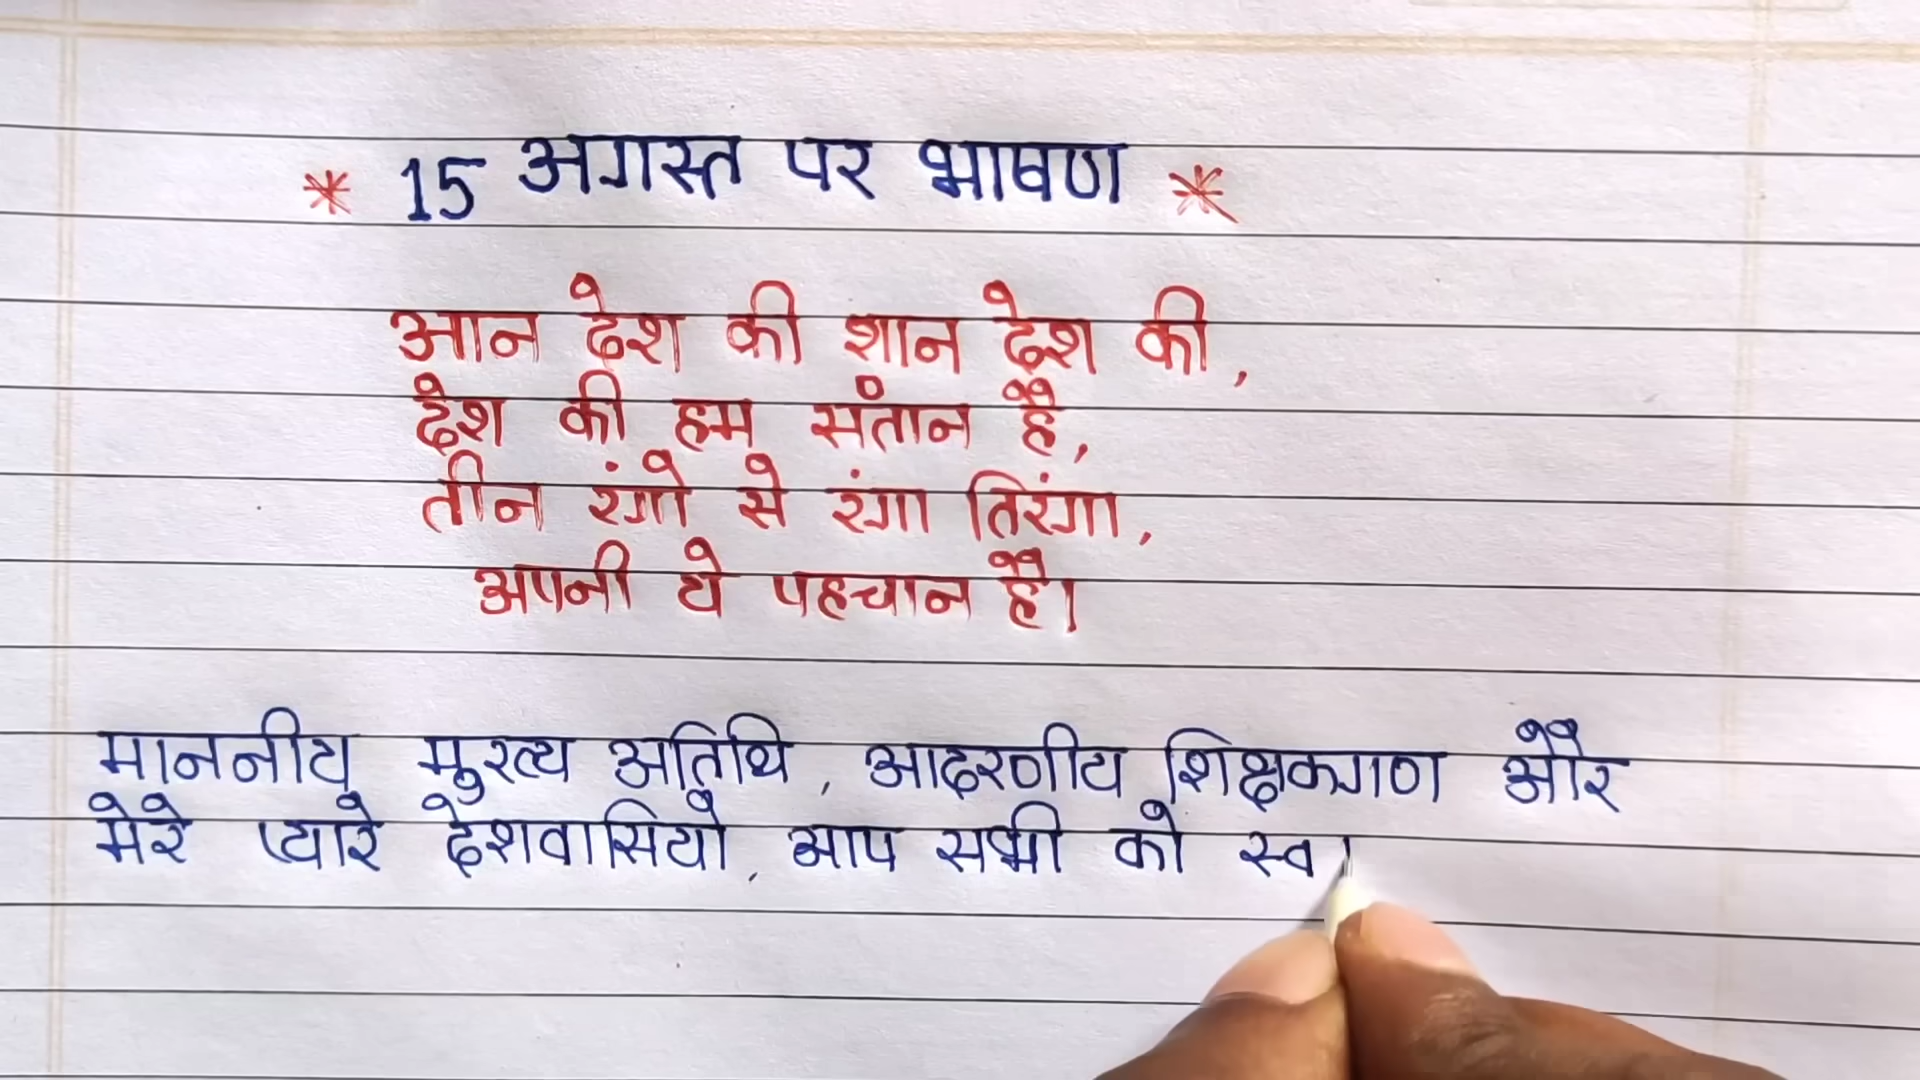 * 15 अगस्त पर भाषण *
आन देश की शान देश की,
देश की हम संतान है,
तीन रंगो से रंगा तिरंगा,
अपनी ये पहचान है।
माननीय मुख्य अतिथि, आदरणीय शिक्षकगण और
मेरे प्यारे देशवासियो, आप सभी को स्वा